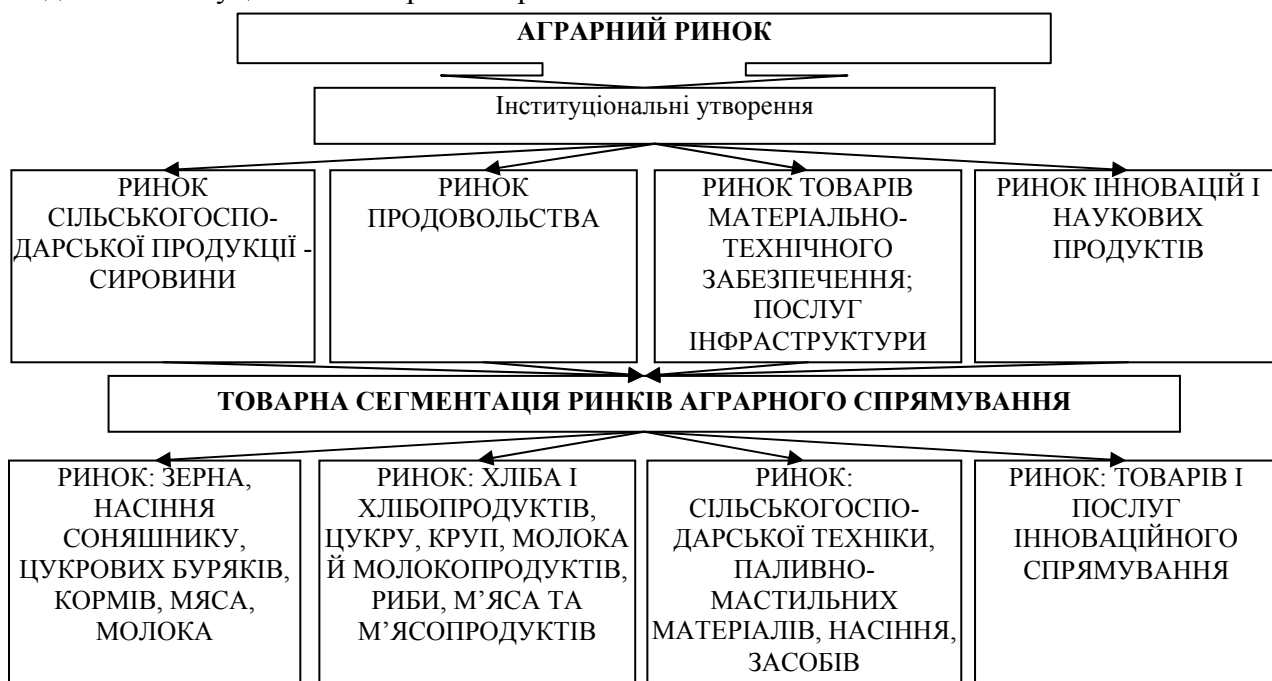 АГРАРНИЙ РИНОК
Інституціональні утворення
РИНОК
СІЛЬСЬКОГОСПО-
ДАРСЬКОЇ ПРОДУКЦІЇ -
СИРОВИНИ
РИНОК
ПРОДОВОЛЬСТВА
РИНОК ТОВАРІВ
МАТЕРІАЛЬНО-
ТЕХНІЧНОГО
ЗАБЕЗПЕЧЕННЯ;
ПОСЛУГ
ІНФРАСТРУКТУРИ
РИНОК ІННОВАЦІЙ І
НАУКОВИХ
ПРОДУКТІВ
ТОВАРНА СЕГМЕНТАЦІЯ РИНКІВ АГРАРНОГО СПРЯМУВАННЯ
РИНОК: ЗЕРНА,
НАСІННЯ
СОНЯШНИКУ,
ЦУКРОВИХ БУРЯКІВ,
КОРМІВ, МЯСА,
МОЛОКА
РИНОК: ХЛІБА І
ХЛІБОПРОДУКТІВ,
ЦУКРУ, КРУП, МОЛОКА
Й МОЛОКОПРОДУКТІВ,
РИБИ, М’ЯСА ТА
М’ЯСОПРОДУКТІВ
РИНОК:
СІЛЬСЬКОГОСПО-
ДАРСЬКОЇ ТЕХНІКИ,
ПАЛИВНО-
МАСТИЛЬНИХ
МАТЕРІАЛІВ, НАСІННЯ,
ЗАСОБІВ
РИНОК: ТОВАРІВ І
ПОСЛУГ
ІННОВАЦІЙНОГО
СПРЯМУВАННЯ